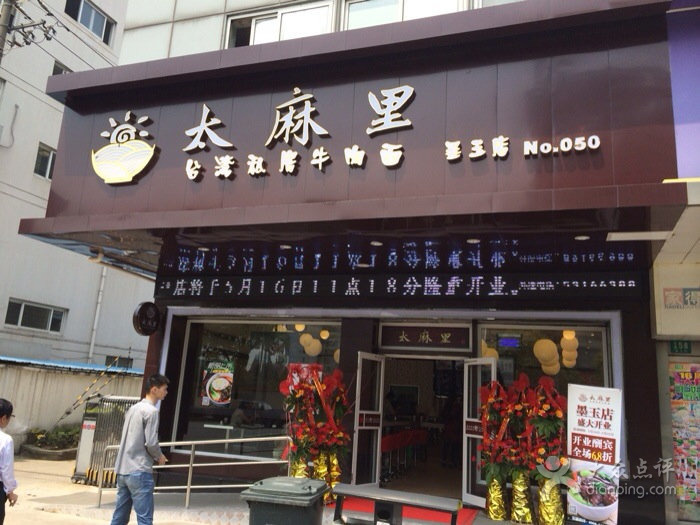 太麻里
台湾私房牛肉面 墨玉店 No.050
店将于5月16日11点18分隆重开业。
太麻里
太麻里
墨玉店
盛大开业
开业酬宾
全场6.8折
大众点评
dianping.com